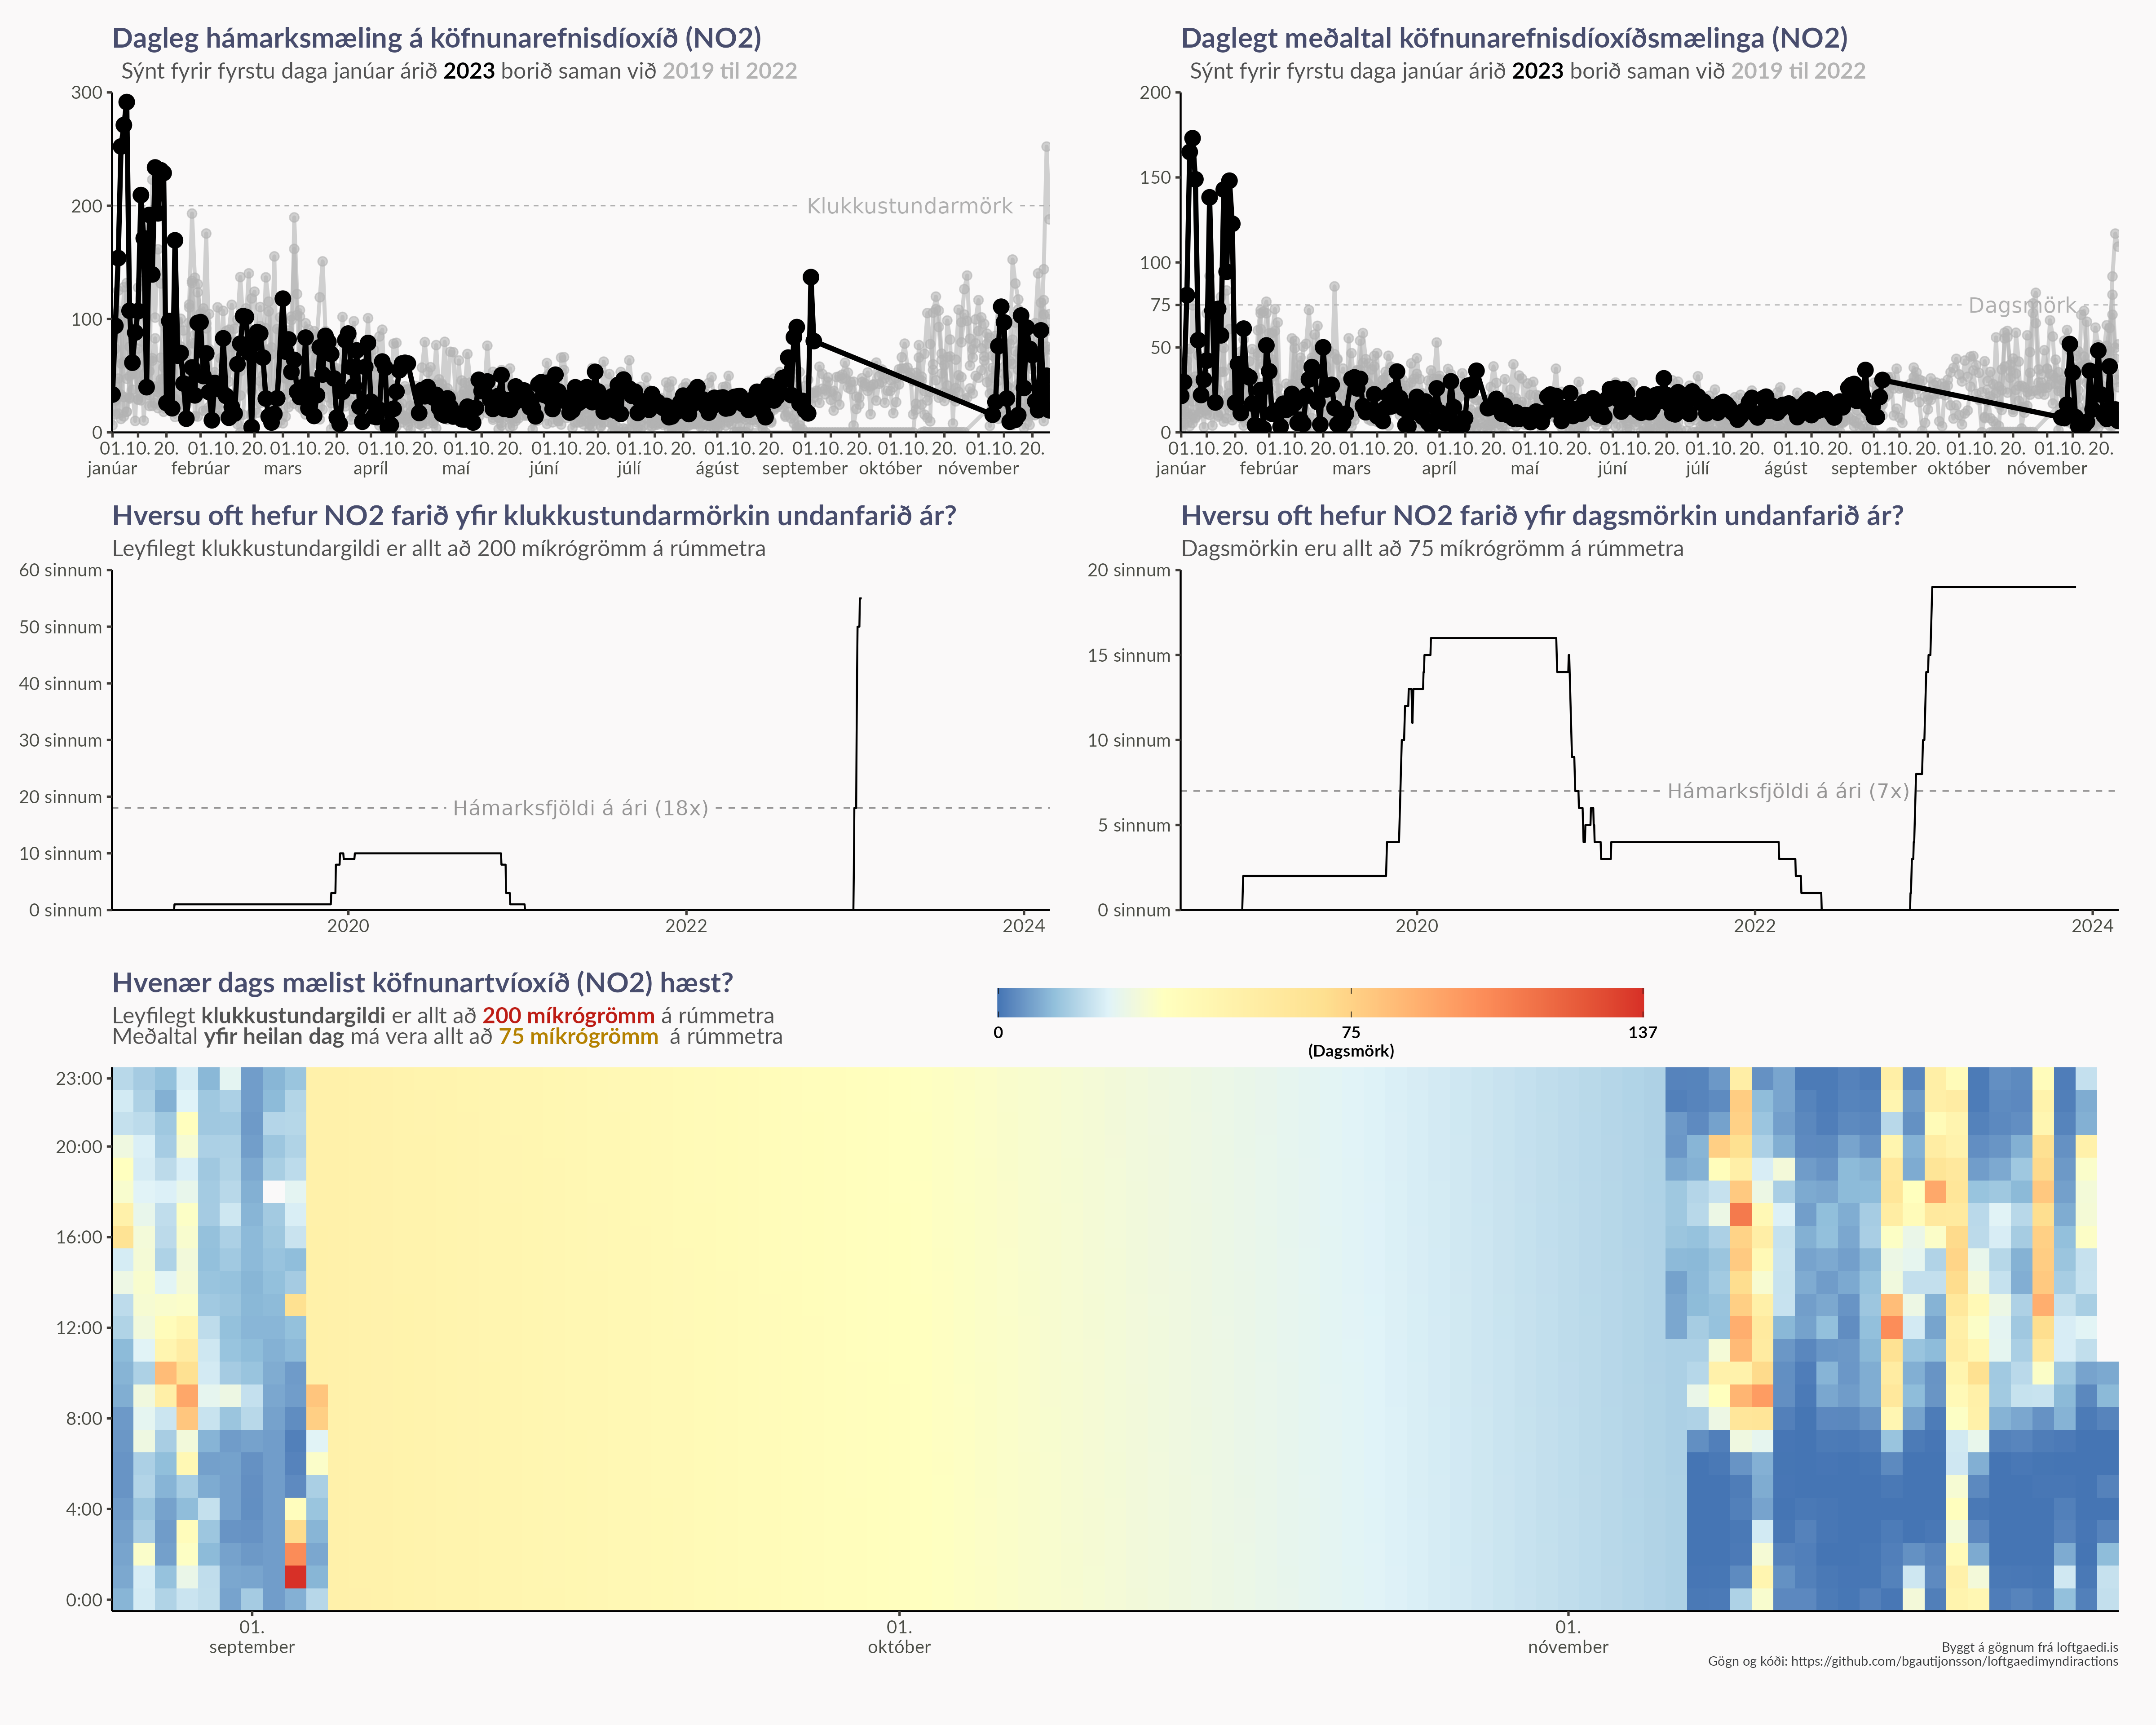 Dagleg hámarksmæling á köfnunarefnisdíoxíð (NO2)
Sýnt fyrir fyrstu daga janúar árið 2023 borið saman við 2019 til 2022
300
200
100
0
Klukkustundarmörk
01.10.20. 01.10.20. 01.10.20. 01.10.20. 01.10.20. 01.10.20. 01.10.20. 01.10.20. 01.10.20. 01.10.20. 01.10.20.
janúar febrúar mars apríl maí júní júlí ágúst september október nóvember
Daglegt meðaltal köfnunarefnisdíoxíðsmælinga (NO2)
Sýnt fyrir fyrstu daga janúar árið 2023 borið saman við 2019 til 2022
200
150
100
75
50
0
Dagsmörk
01.10.20. 01.10.20. 01.10.20. 01.10.20. 01.10.20. 01.10.20. 01.10.20. 01.10.20. 01.10.20. 01.10.20. 01.10.20.
janúar febrúar mars apríl maí júní júlí ágúst september október nóvember
Hversu oft hefur NO2 farið yfir klukkustundarmörkin undanfarið ár?
Leyfilegt klukkustundargildi er allt að 200 míkrógrömm á rúmmetra
60 sinnum
50 sinnum
40 sinnum
30 sinnum
20 sinnum
10 sinnum
0 sinnum
Hámarksfjöldi á ári (18x)
2020 2022 2024
Hversu oft hefur NO2 farið yfir dagsmörkin undanfarið ár?
Dagsmörkin eru allt að 75 míkrógrömm á rúmmetra
20 sinnum
15 sinnum
10 sinnum
5 sinnum
0 sinnum
Hámarksfjöldi á ári (7x)
2020 2022 2024
Hvenær dags mælist köfnunartvíoxíð (NO2) hæst?
Leyfilegt klukkustundargildi er allt að 200 míkrógrömm á rúmmetra
Meðaltal yfir heilan dag má vera allt að 75 míkrógrömm á rúmmetra
0 75 137
(Dagsmörk)
23:00
20:00
16:00
12:00
8:00
4:00
0:00
01. 01. 01.
september október nóvember
Byggt á gögnum frá loftgaedi.is
Gögn og kóði: https://github.com/bgautijonsson/loftgaedimyndiractions